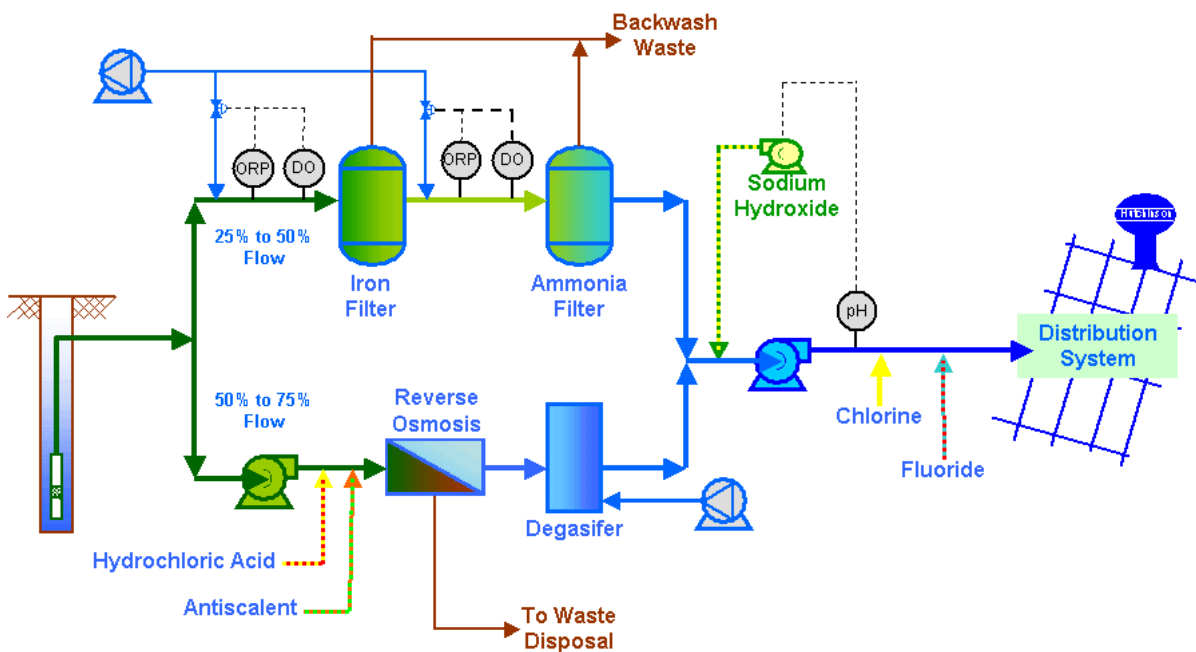 Backwash
Waste
ORP
DO
ORP
DO
Sodium
Hydroxide
Hutchinson
25% to 50%
Flow
Iron
Filter
Ammonia
Filter
pH
Distribution
System
50% to 75%
Flow
Reverse
Osmosis
Chlorine
Fluoride
Degasifer
Hydrochloric Acid
Antiscalent
To Waste
Disposal